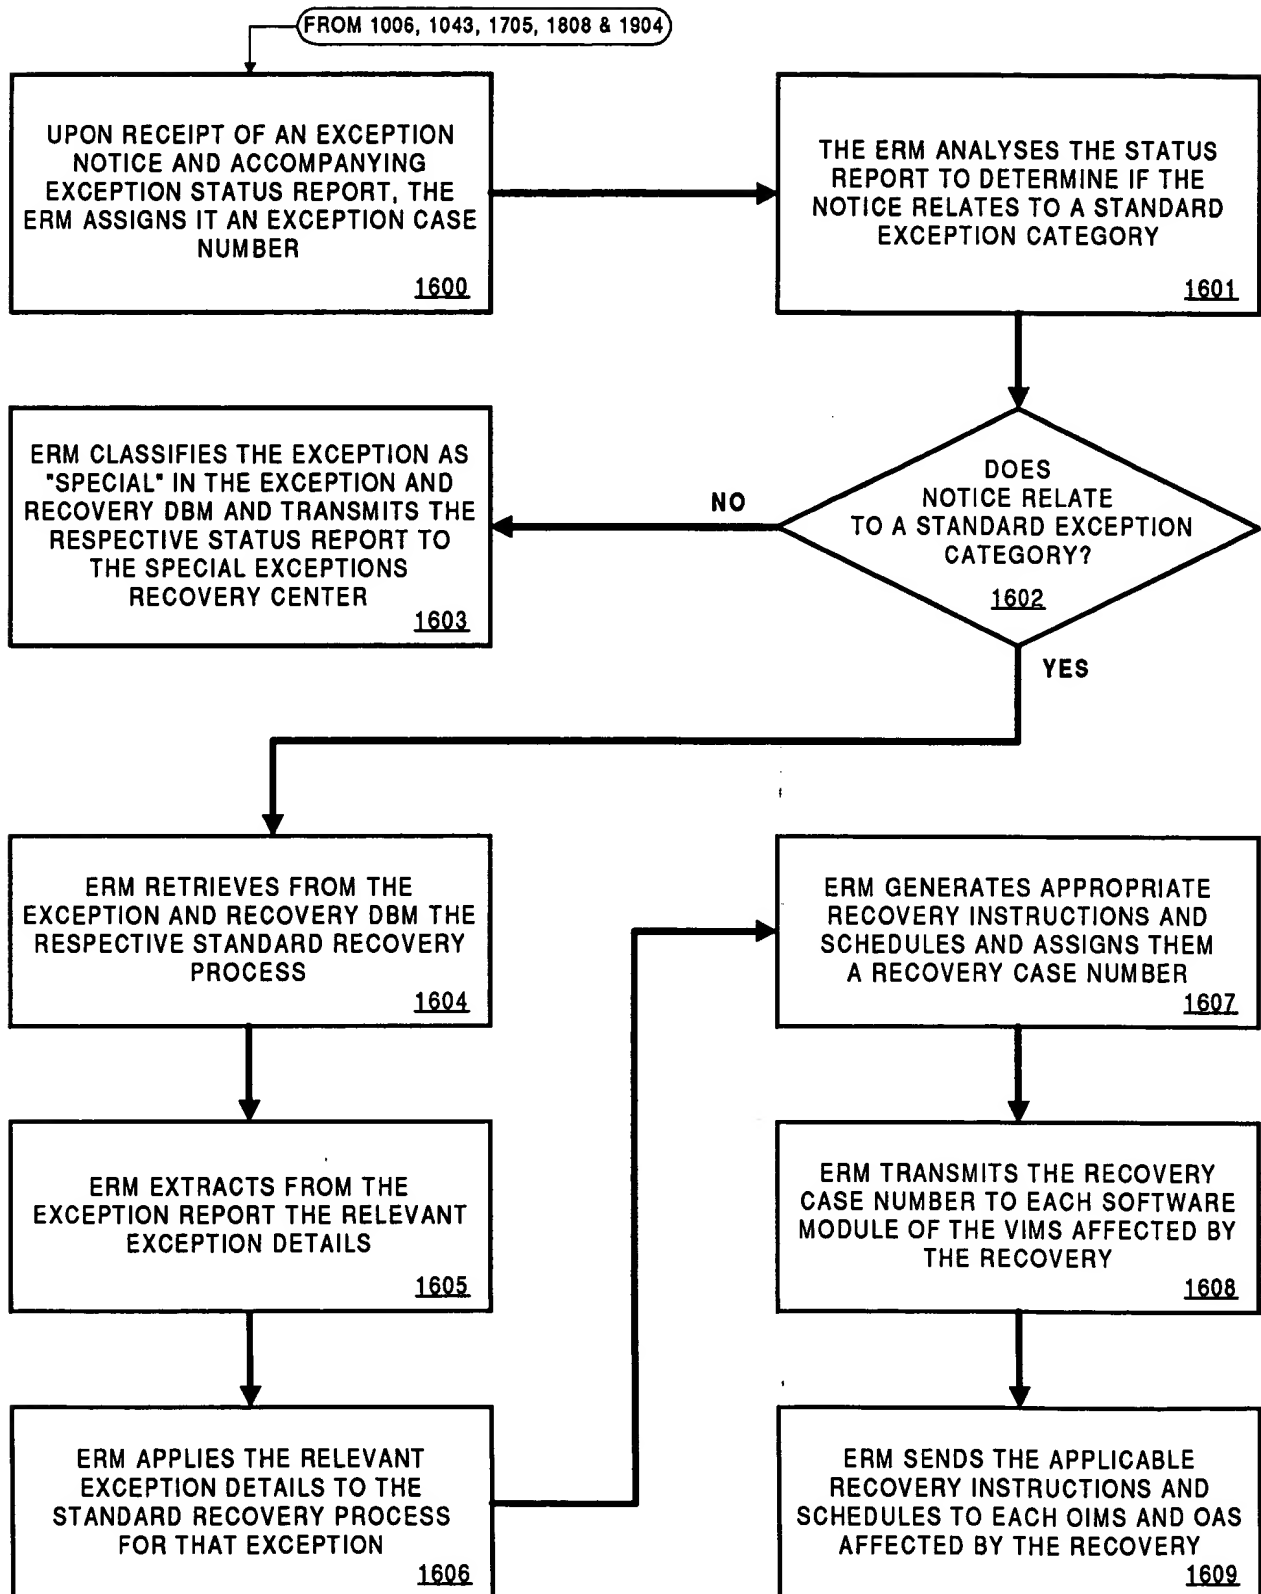 FROM 1006, 1043, 1705, 1808 & 1904
UPON RECEIPT OF AN EXCEPTION
NOTICE AND ACCOMPANYING
EXCEPTION STATUS REPORT, THE
ERM ASSIGNS IT AN EXCEPTION CASE
NUMBER
1600
THE ERM ANALYSES THE STATUS
REPORT TO DETERMINE IF THE
NOTICE RELATES TO A STANDARD
EXCEPTION CATEGORY
1601
DOES
NOTICE RELATE
TO A STANDARD EXCEPTION
CATEGORY?
1602
NO
ERM CLASSIFIES THE EXCEPTION AS
"SPECIAL" IN THE EXCEPTION AND
RECOVERY DBM AND TRANSMITS THE
RESPECTIVE STATUS REPORT TO
THE SPECIAL EXCEPTIONS
RECOVERY CENTER
1603
YES
ERM RETRIEVES FROM THE
EXCEPTION AND RECOVERY DBM THE
RESPECTIVE STANDARD RECOVERY
PROCESS
1604
ERM EXTRACTS FROM THE
EXCEPTION REPORT THE RELEVANT
EXCEPTION DETAILS
1605
ERM APPLIES THE RELEVANT
EXCEPTION DETAILS TO THE
STANDARD RECOVERY PROCESS
FOR THAT EXCEPTION
1606
ERM GENERATES APPROPRIATE
RECOVERY INSTRUCTIONS AND
SCHEDULES AND ASSIGNS THEM
A RECOVERY CASE NUMBER
1607
ERM TRANSMITS THE RECOVERY
CASE NUMBER TO EACH SOFTWARE
MODULE OF THE VIMS AFFECTED BY
THE RECOVERY
1608
ERM SENDS THE APPLICABLE
RECOVERY INSTRUCTIONS AND
SCHEDULES TO EACH OIMS AND OAS
AFFECTED BY THE RECOVERY
1609